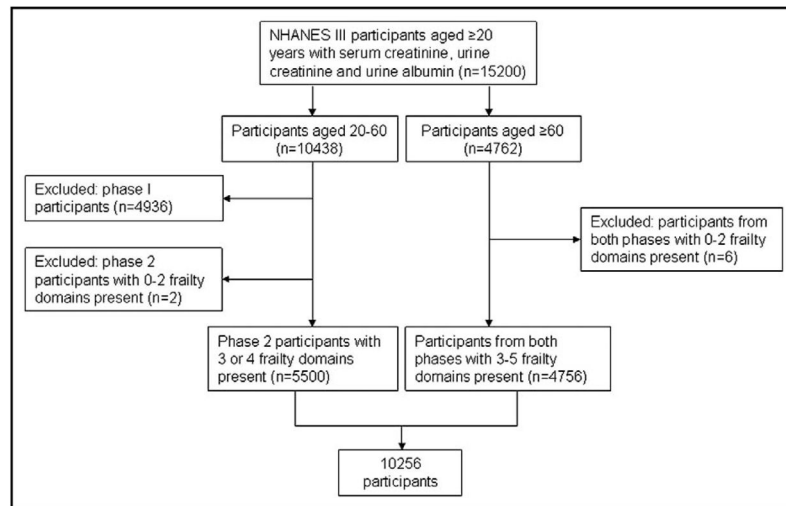 NHANES III participants aged ≥20
years with serum creatinine, urine
creatinine and urine albumin (n=15200)
Participants aged 20-60
(n=10438)
Participants aged ≥60
(n=4762)
Excluded: phase I
participants (n=4936)
Excluded: participants from
both phases with 0-2 frailty
domains present (n=6)
Excluded: phase 2
participants with 0-2 frailty
domains present (n=2)
Phase 2 participants with
3 or 4 frailty domains
present (n=5500)
Participants from both
phases with 3-5 frailty
domains present (n=4756)
10256
participants